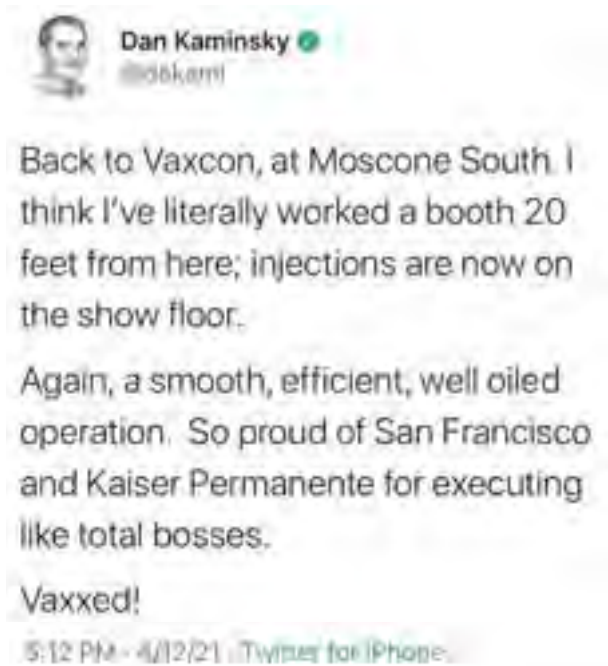 Dan Kaminsky
@dakami
Back to Vaxcon, at Moscone South. I
think I've literally worked a booth 20
feet from here; injections are now on
the show floor.
Again, a smooth, efficient, well oiled
operation. So proud of San Francisco
and Kaiser Permanente for executing
like total bosses.
Vaxxed!
5:12 PM · 4/12/21 · Twitter for iPhone